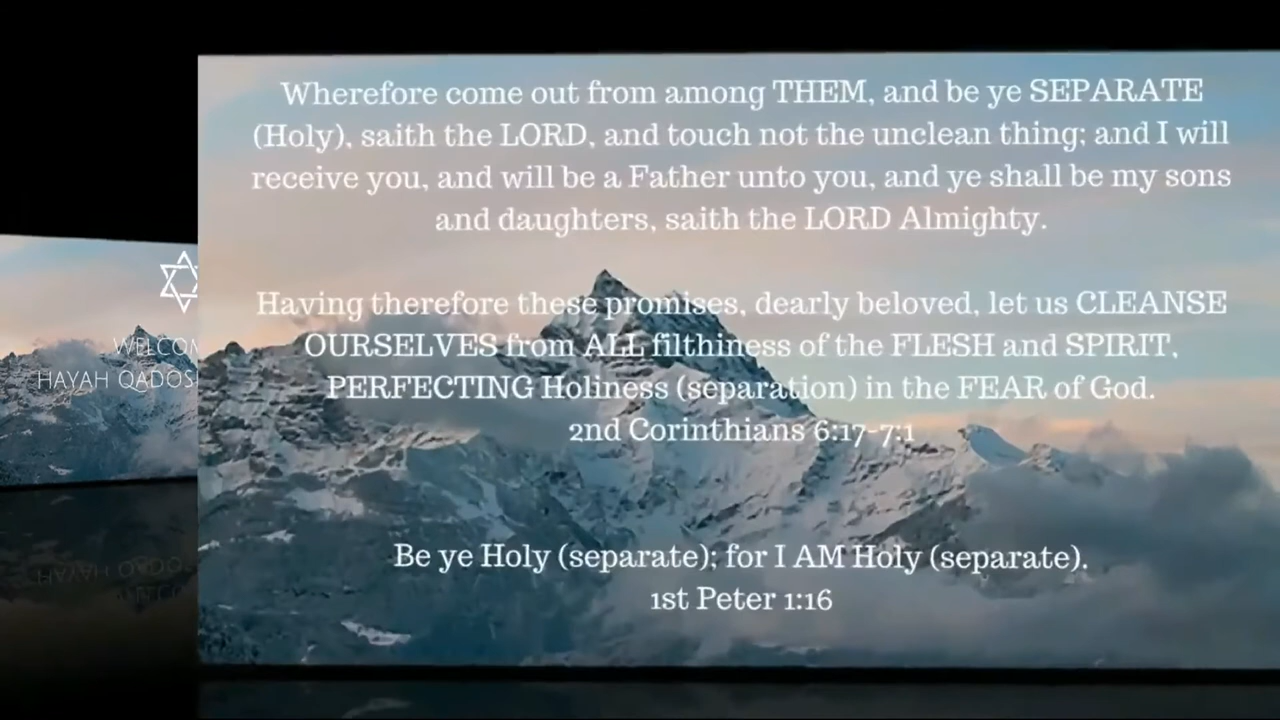 Wherefore come out from among THEM, and be ye SEPARATE
(Holy), saith the LORD, and touch not the unclean thing; and I will
receive you, and will be a Father unto you, and ye shall be my sons
and daughters, saith the LORD Almighty.
Having therefore these promises, dearly beloved, let us CLEANSE
OURSELVES from ALL filthiness of the FLESH and SPIRIT,
PERFECTING Holiness (separation) in the FEAR of God.
2nd Corinthians 6:17-7:1
Be ye Holy (separate); for I AM Holy (separate).
1st Peter 1:16
WELCOM
HAYAH QADOS